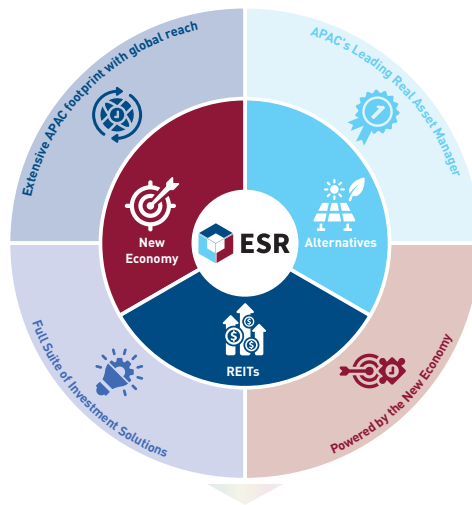 Extensive APAC footprint with global reach
APAC's Leading Real Asset Manager
1
New
Economy
ESR
Alternatives
REITs
$
$
$
Full Suite of Investment Solutions
Powered by the New Economy